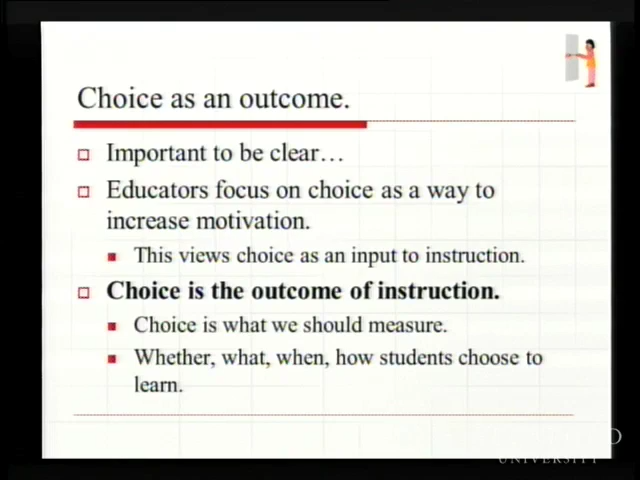 Choice as an outcome.
Important to be clear…
Educators focus on choice as a way to
increase motivation.
This views choice as an input to instruction.
Choice is the outcome of instruction.
Choice is what we should measure.
Whether, what, when, how students choose to
learn.
UNIVERSITY